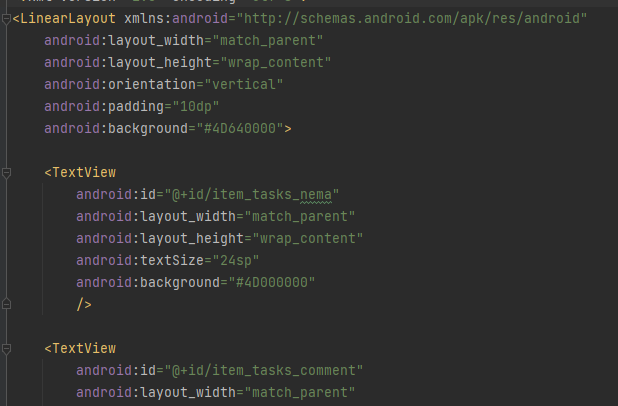 <LinearLayout xmlns:android="http://schemas.android.com/apk/res/android"
android:layout_width="match_parent"
android:layout_height="wrap_content"
android:orientation="vertical"
android:padding="10dp"
android:background="#4D640000">
<TextView
android:id="@+id/item_tasks_nema"
android:layout_width="match_parent"
android:layout_height="wrap_content"
android:textSize="24sp"
android:background="#4D000000"
/>
<TextView
android:id="@+id/item_tasks_comment"
android:layout_width="match_parent"